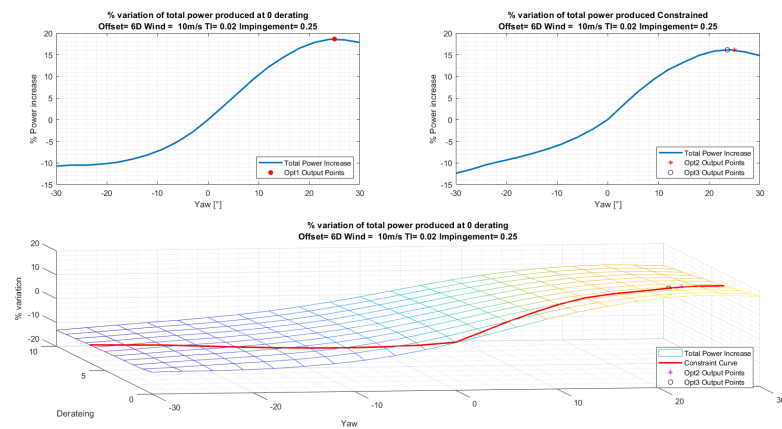 % variation of total power produced at 0 derating
Offset= 6D Wind = 10m/s TI= 0.02 Impingement= 0.25
20
15
10
5
0
-5
-10
-15
% Power increase
-30
-20
-10
0
10
20
30
Yaw [°]
Total Power Increase
Opt1 Output Points
% variation of total power produced Constrained
Offset= 6D Wind = 10m/s TI= 0.02 Impingement= 0.25
20
15
10
5
0
-5
-10
-15
% Power increase
-30
-20
-10
0
10
20
30
Yaw [°]
Total Power Increase
Opt2 Output Points
Opt3 Output Points
% variation of total power produced at 0 derating
Offset= 6D Wind = 10m/s TI= 0.02 Impingement= 0.25
20
10
0
-10
-20
% variation
10
5
0
Derateing
-30
-20
-10
0
10
20
30
Yaw
Total Power Increase
Constraint Curve
Opt2 Output Points
Opt3 Output Points